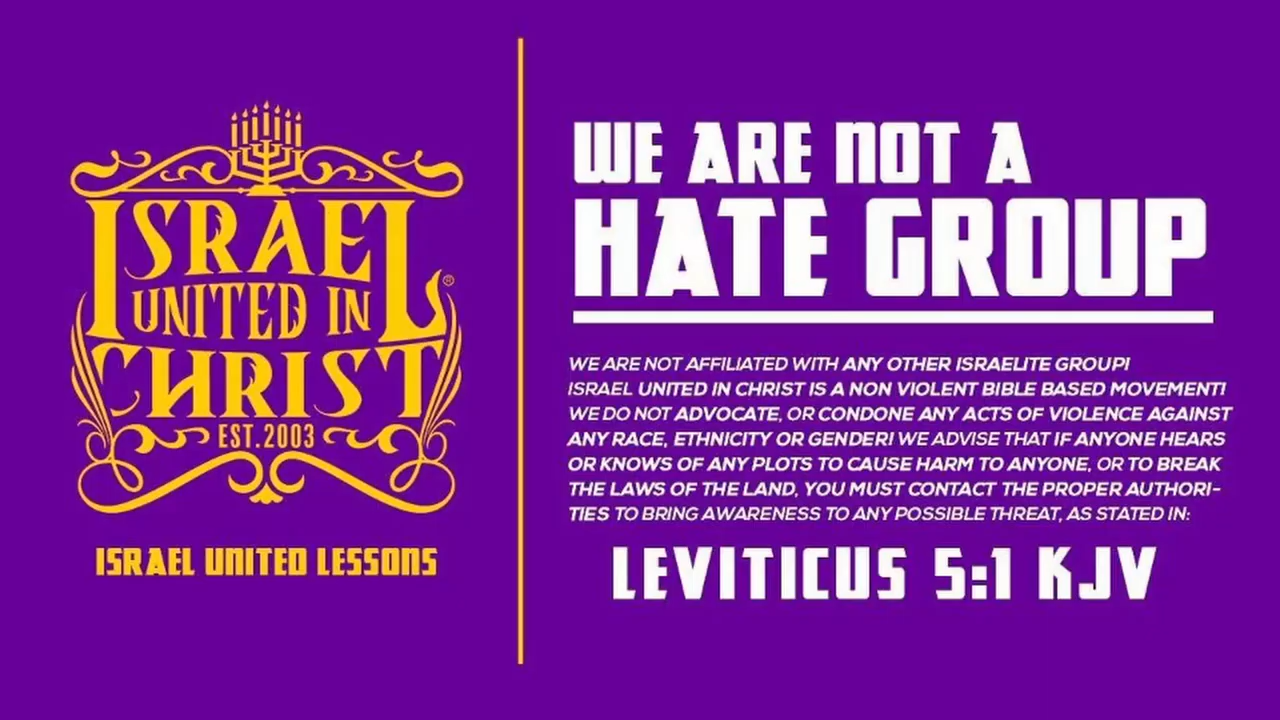 ISRAEL
UNITED IN
CHRIST
®
EST.2003
ISRAEL UNITED LESSONS
WE ARE NOT A
HATE GROUP
WE ARE NOT AFFILIATED WITH ANY OTHER ISRAELITE GROUP!
ISRAEL UNITED IN CHRIST IS A NON VIOLENT BIBLE BASED MOVEMENT!
WE DO NOT ADVOCATE, OR CONDONE ANY ACTS OF VIOLENCE AGAINST
ANY RACE, ETHNICITY OR GENDER! WE ADVISE THAT IF ANYONE HEARS
OR KNOWS OF ANY PLOTS TO CAUSE HARM TO ANYONE, OR TO BREAK
THE LAWS OF THE LAND, YOU MUST CONTACT THE PROPER AUTHORI-
TIES TO BRING AWARENESS TO ANY POSSIBLE THREAT, AS STATED IN:
LEVITICUS 5:1 KJV